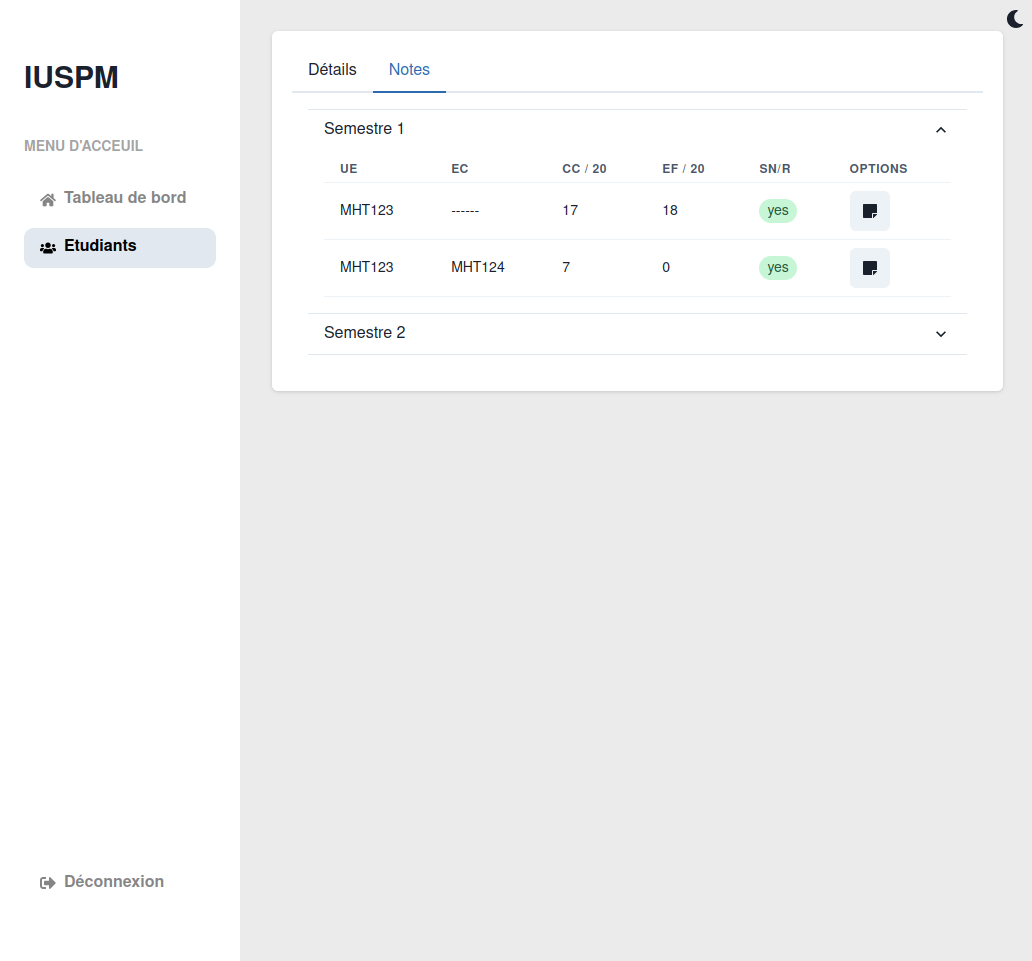 IUSPM
MENU D'ACCEUIL
Tableau de bord
Etudiants
Déconnexion
Détails Notes
Semestre 1
UE EC CC / 20 EF / 20 SN/R OPTIONS
MHT123 ------ 17 18 yes
MHT123 MHT124 7 0 yes
Semestre 2